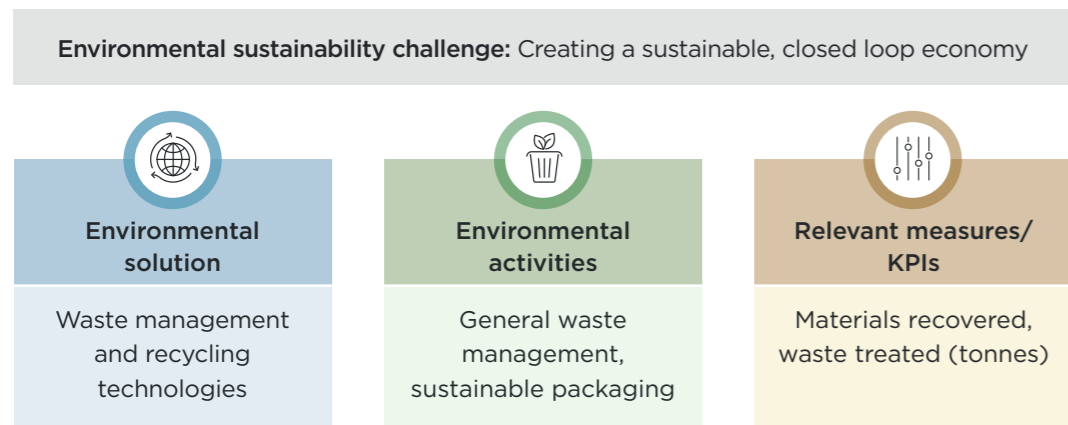 Environmental sustainability challenge: Creating a sustainable, closed loop economy
Environmental
solution
Waste management
and recycling
technologies
Environmental
activities
General waste
management,
sustainable packaging
Relevant measures/
KPIs
Materials recovered,
waste treated (tonnes)